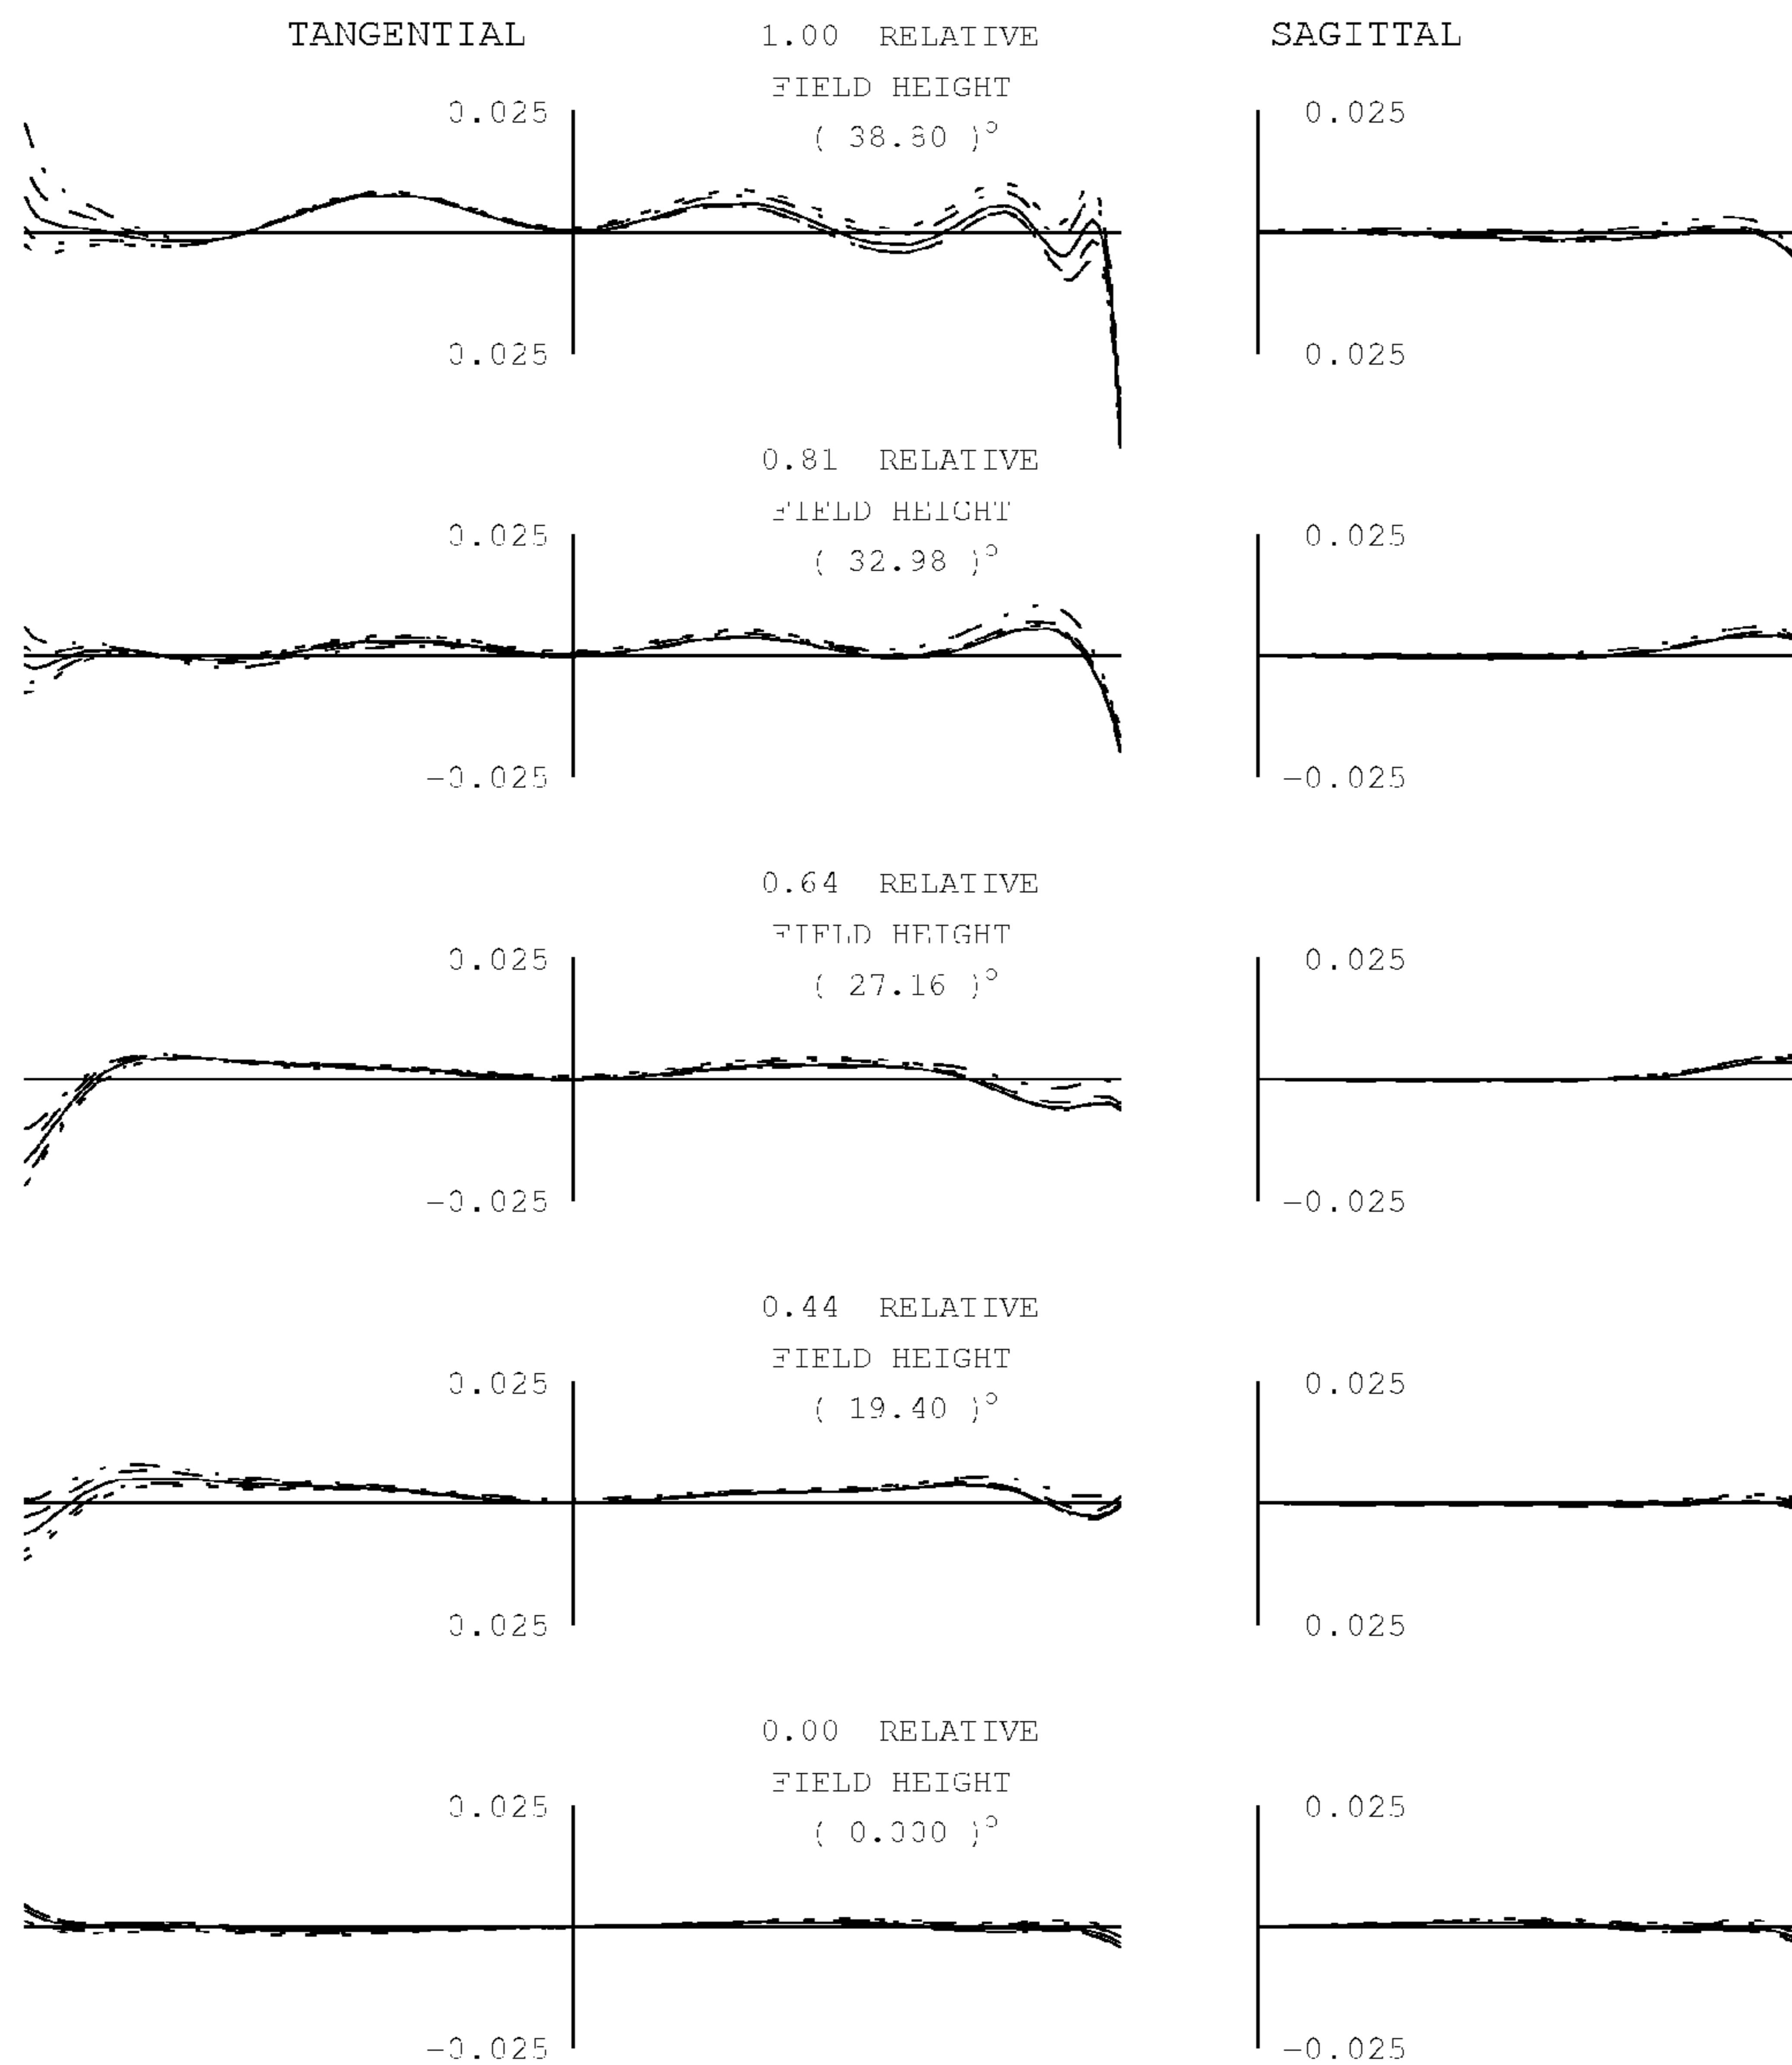 TANGENTIAL 1.00 RELATIVE SAGITTAL
FIELD HEIGHT
0.025 0.025
( 38.80 )°
0.025 0.025
0.81 RELATIVE
FIELD HEIGHT
0.025 0.025
( 32.98 )°
-0.025 -0.025
0.64 RELATIVE
FIELD HEIGHT
0.025 0.025
( 27.16 )°
-0.025 -0.025
0.44 RELATIVE
FIELD HEIGHT
0.025 0.025
( 19.40 )°
0.025 0.025
0.00 RELATIVE
FIELD HEIGHT
0.025 0.025
( 0.000 )°
-0.025 -0.025